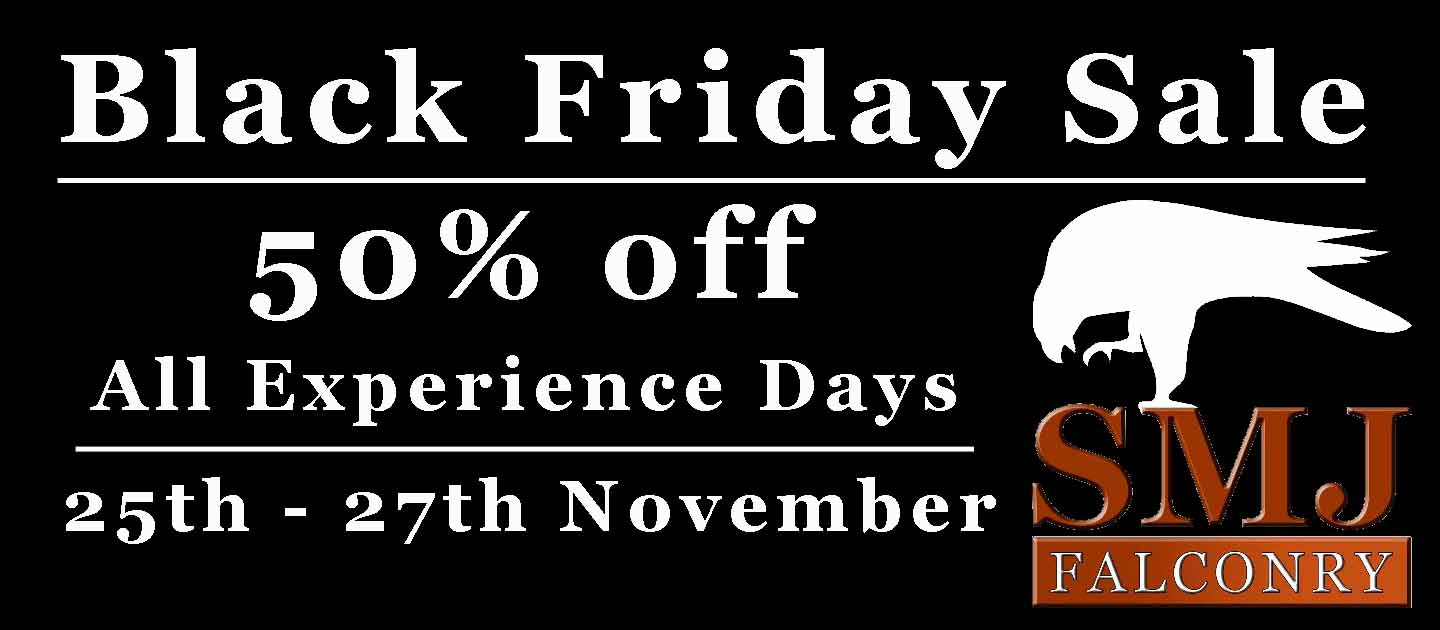 Black Friday Sale
50% off
All Experience Days
25th - 27th November
SMJ
FALCONRY